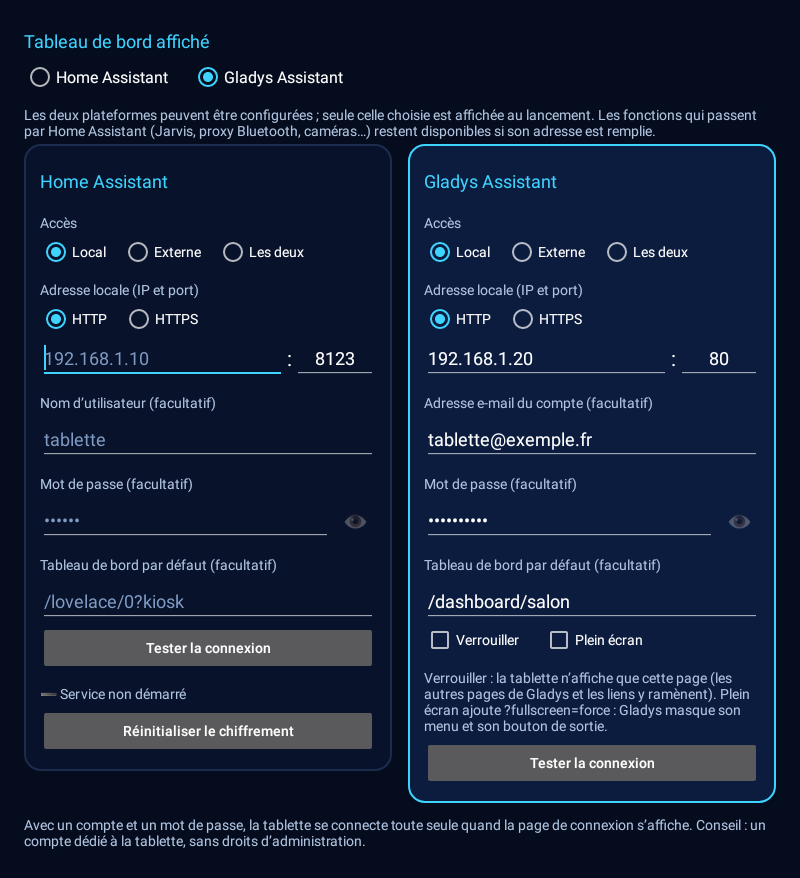 Tableau de bord affiché
Home Assistant
Gladys Assistant
Les deux plateformes peuvent être configurées ; seule celle choisie est affichée au lancement. Les fonctions qui passent
par Home Assistant (Jarvis, proxy Bluetooth, caméras…) restent disponibles si son adresse est remplie.
Home Assistant
Accès
Local
Externe
Les deux
Adresse locale (IP et port)
HTTP
HTTPS
192.168.1.10
:
8123
Nom d’utilisateur (facultatif)
tablette
Mot de passe (facultatif)
••••••
Tableau de bord par défaut (facultatif)
/lovelace/0?kiosk
Tester la connexion
Service non démarré
Réinitialiser le chiffrement
Gladys Assistant
Accès
Local
Externe
Les deux
Adresse locale (IP et port)
HTTP
HTTPS
192.168.1.20
:
80
Adresse e-mail du compte (facultatif)
tablette@exemple.fr
Mot de passe (facultatif)
••••••••••
Tableau de bord par défaut (facultatif)
/dashboard/salon
Verrouiller
Plein écran
Verrouiller : la tablette n’affiche que cette page (les
autres pages de Gladys et les liens y ramènent). Plein
écran ajoute ?fullscreen=force : Gladys masque son
menu et son bouton de sortie.
Tester la connexion
Avec un compte et un mot de passe, la tablette se connecte toute seule quand la page de connexion s’affiche. Conseil : un
compte dédié à la tablette, sans droits d’administration.